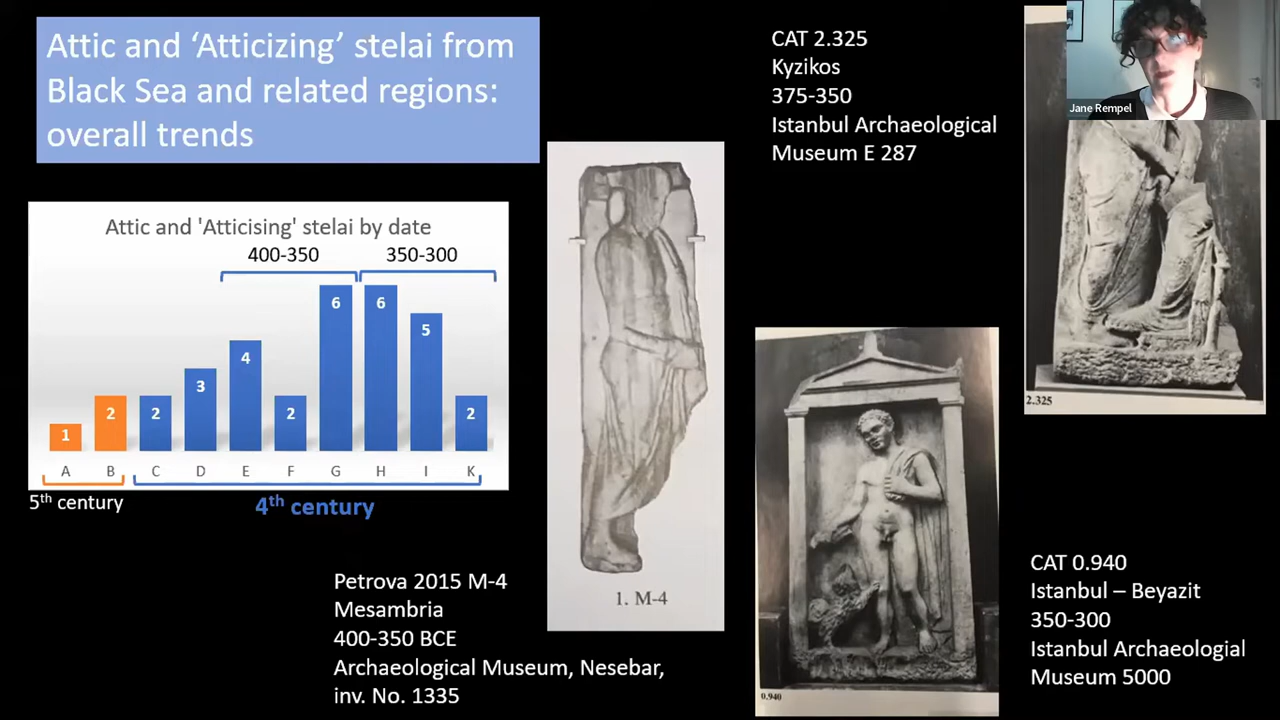 Attic and ‘Atticizing’ stelai from
Black Sea and related regions:
overall trends
Attic and 'Atticising' stelai by date
400-350
350-300
1
2
2
3
4
2
6
6
5
2
A
B
C
D
E
F
G
H
I
K
5th century
4th century
Petrova 2015 M-4
Mesambria
400-350 BCE
Archaeological Museum, Nesebar,
inv. No. 1335
1. M-4
CAT 2.325
Kyzikos
375-350
Istanbul Archaeological
Museum E 287
Jane Rempel
2.325
0.940
CAT 0.940
Istanbul – Beyazit
350-300
Istanbul Archaeologial
Museum 5000